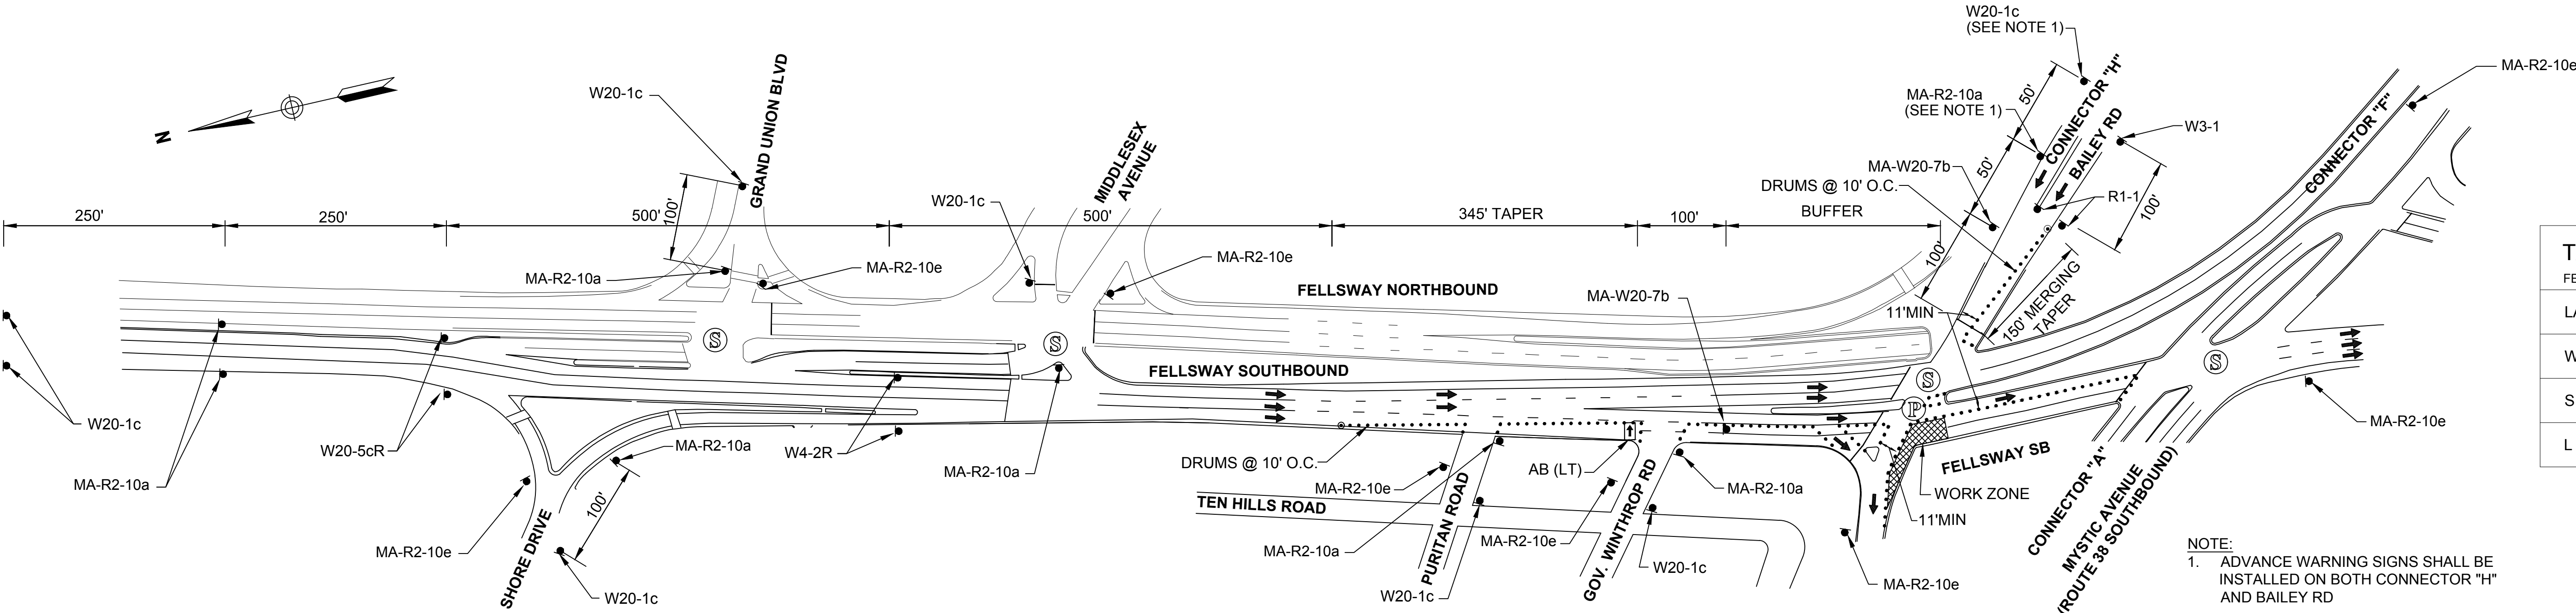 W20-1c
(SEE NOTE 1)
MA-R2-10e
MA-R2-10a
(SEE NOTE 1)
50'
CONNECTOR "H"
BAILEY RD
W3-1
CONNECTOR "F"
W20-1c
GRAND UNION BLVD
MIDDLESEX
AVENUE
MA-W20-7b
50'
DRUMS @ 10' O.C.
R1-1
100'
N
W20-1c
250'
250'
500'
100'
500'
345' TAPER
100'
BUFFER
100'
150' MERGING
TAPER
11'MIN
MA-R2-10a
MA-R2-10e
MA-R2-10e
FELLSWAY NORTHBOUND
MA-W20-7b
S
S
S
S
P
FELLSWAY SOUTHBOUND
W20-1c
W20-5cR
MA-R2-10a
MA-R2-10a
W4-2R
MA-R2-10a
DRUMS @ 10' O.C.
AB (LT)
MA-R2-10e
MA-R2-10a
FELLSWAY SB
WORK ZONE
11'MIN
MA-R2-10e
100'
TEN HILLS ROAD
PURITAN ROAD
GOV. WINTHROP RD
CONNECTOR "A"
MYSTIC AVENUE
(ROUTE 38 SOUTHBOUND)
MA-R2-10e
SHORE DRIVE
W20-1c
MA-R2-10a
MA-R2-10e
W20-1c
W20-1c
MA-R2-10e
NOTE:
1. ADVANCE WARNING SIGNS SHALL BE
INSTALLED ON BOTH CONNECTOR "H"
AND BAILEY RD
T
FE
LA
W
S
L